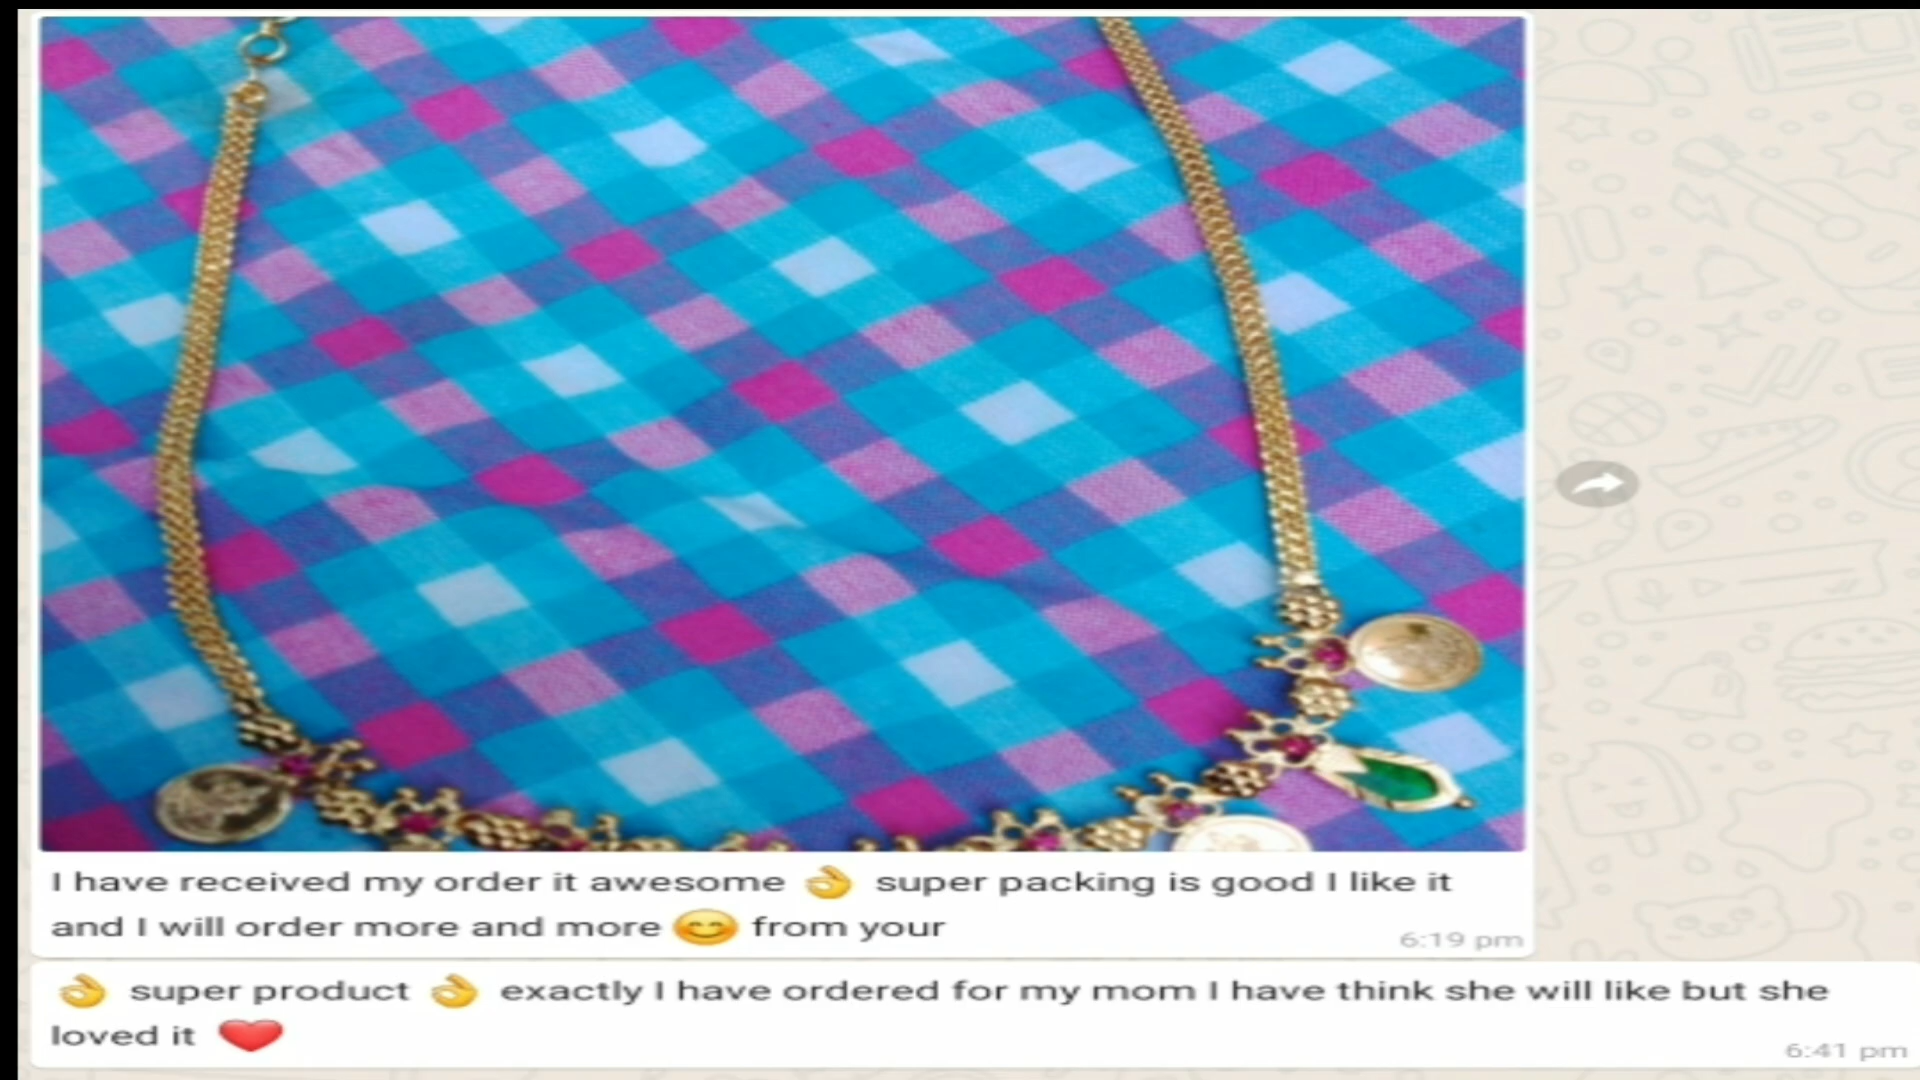 I have received my order it awesome 👌 super packing is good I like it
and I will order more and more 😊 from your
6:19 pm
👌 super product 👌 exactly I have ordered for my mom I have think she will like but she
loved it ❤️
6:41 pm